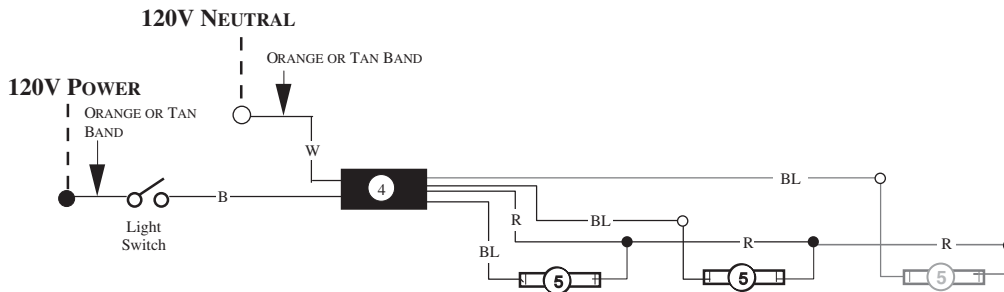 120V NEUTRAL
ORANGE OR TAN BAND
120V POWER
ORANGE OR TAN
BAND
W
4
BL
B
R
BL
R
R
Light
Switch
BL
5
5
5